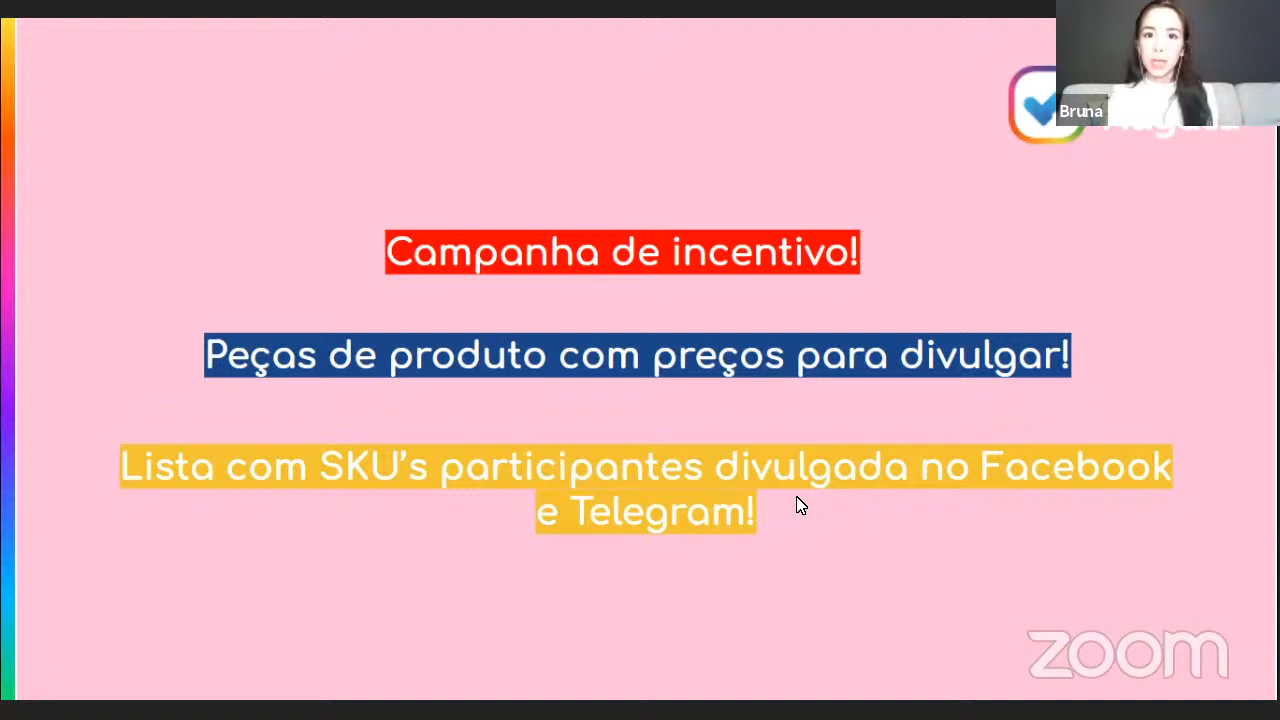 Bruna
Campanha de incentivo!
Peças de produto com preços para divulgar!
Lista com SKU’s participantes divulgada no Facebook
e Telegram!
zoom